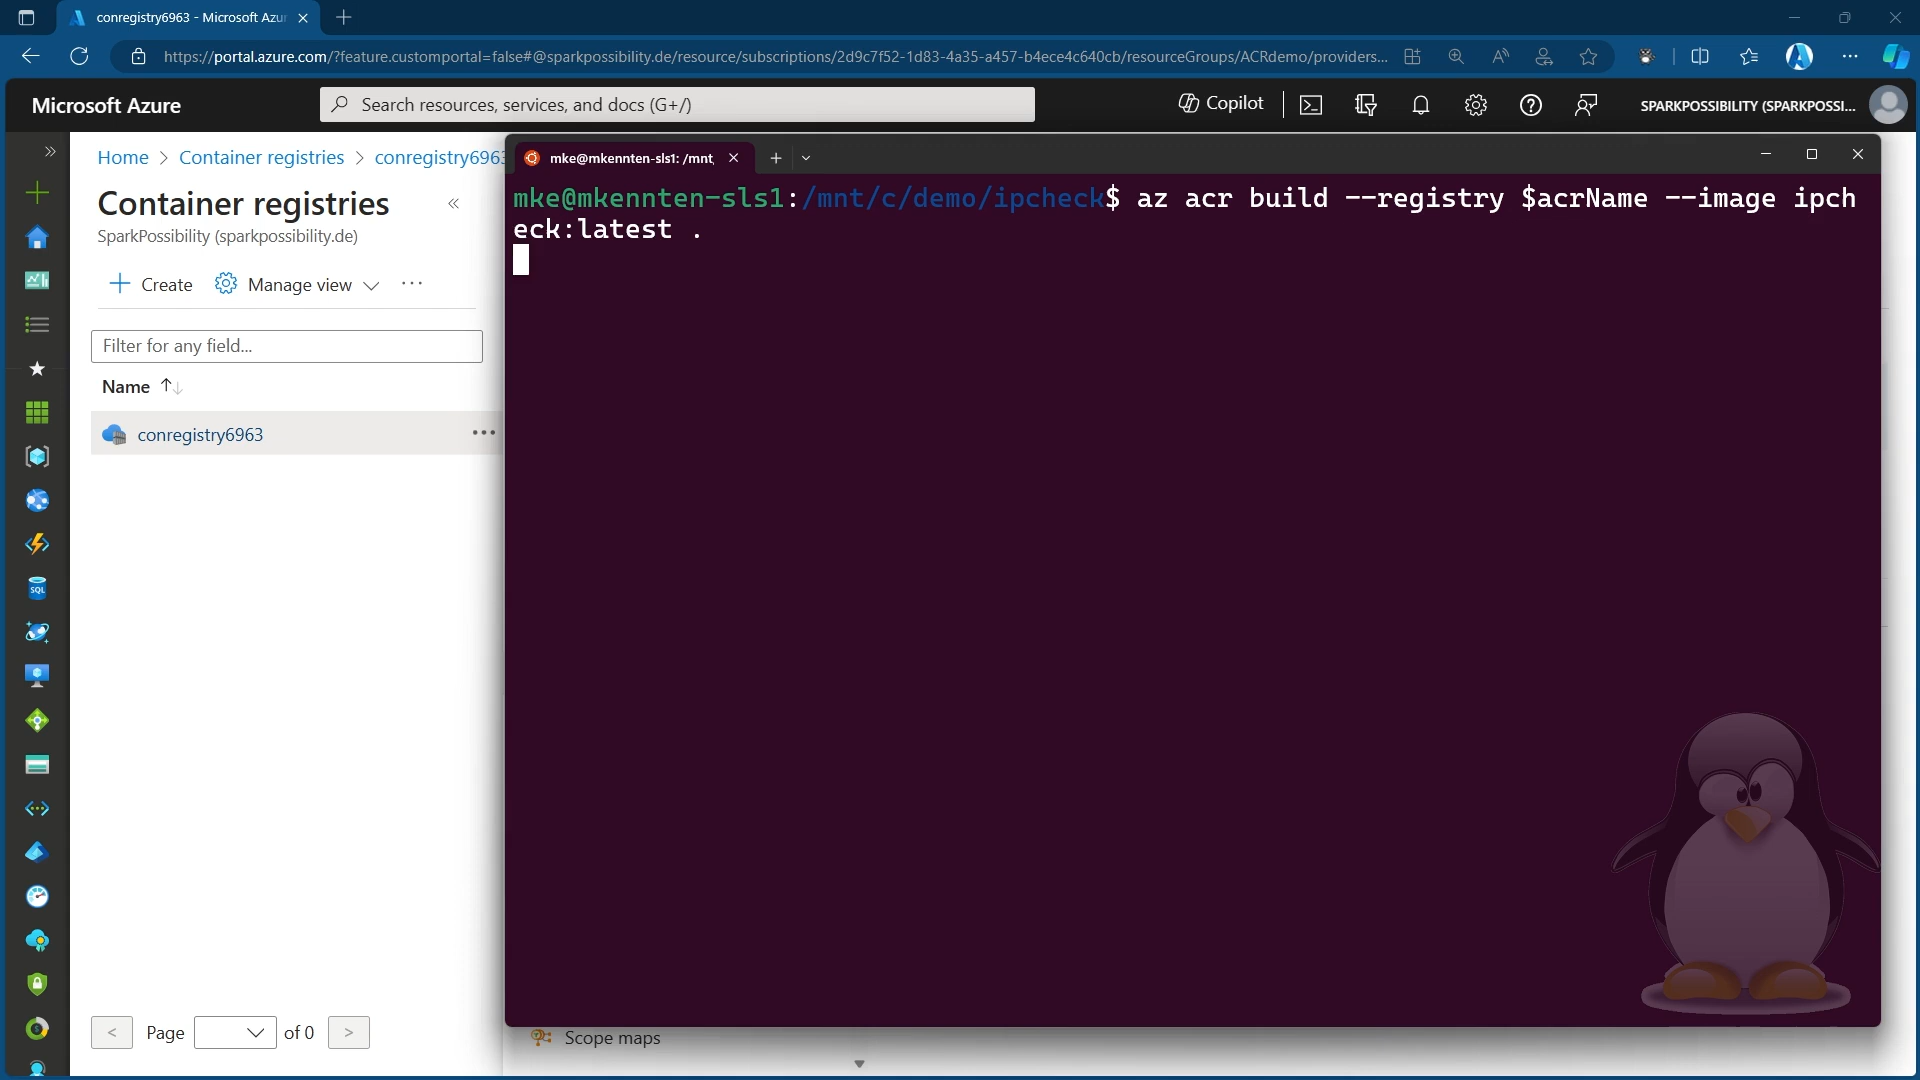 conregistry6963 - Microsoft Azu
https://portal.azure.com/?feature.customportal=false#@sparkpossibility.de/resource/subscriptions/2d9c7f52-1d83-4a35-a457-b4ece4c640cb/resourceGroups/ACRdemo/providers...
Microsoft Azure
Search resources, services, and docs (G+/)
Copilot
SPARKPOSSIBILITY (SPARKPOSSI...
Home > Container registries > conregistry6963
Container registries
SparkPossibility (sparkpossibility.de)
Create
Manage view
Filter for any field...
Name
conregistry6963
SQL
< Page of 0 >
mke@mkennten-sls1: /mnt,
mke@mkennten-sls1:/mnt/c/demo/ipcheck$ az acr build --registry $acrName --image ipch
eck:latest .
Scope maps